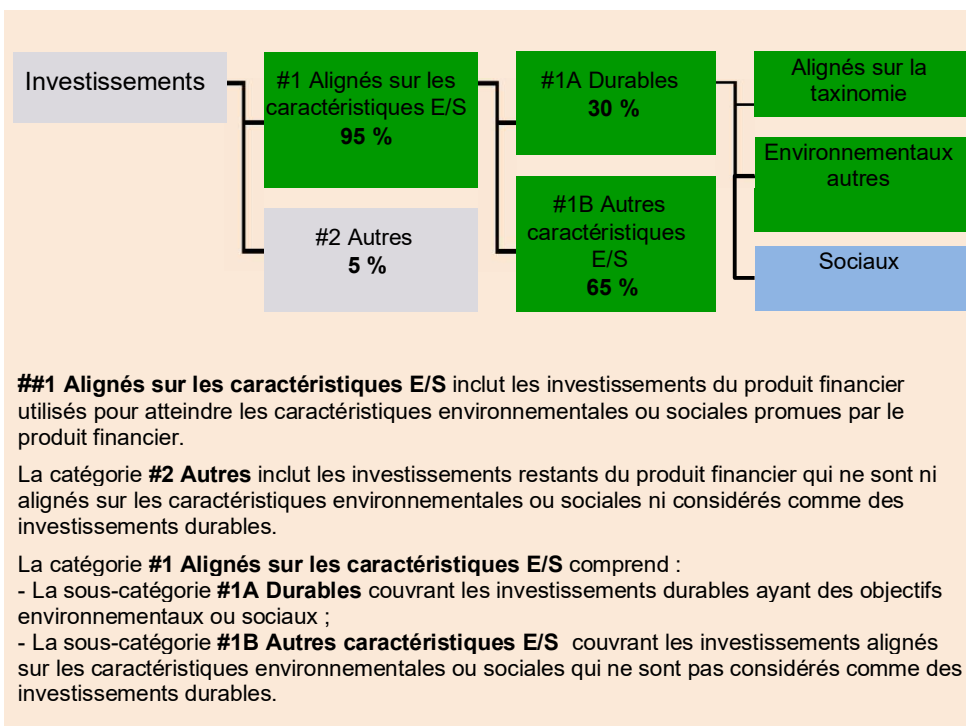 Investissements
#1 Alignés sur les
caractéristiques E/S
95 %
#2 Autres
5 %
#1A Durables
30 %
#1B Autres
caractéristiques
E/S
65 %
Alignés sur la
taxinomie
Environnementaux
autres
Sociaux
##1 Alignés sur les caractéristiques E/S inclut les investissements du produit financier
utilisés pour atteindre les caractéristiques environnementales ou sociales promues par le
produit financier.
La catégorie #2 Autres inclut les investissements restants du produit financier qui ne sont ni
alignés sur les caractéristiques environnementales ou sociales ni considérés comme des
investissements durables.
La catégorie #1 Alignés sur les caractéristiques E/S comprend :
- La sous-catégorie #1A Durables couvrant les investissements durables ayant des objectifs
environnementaux ou sociaux ;
- La sous-catégorie #1B Autres caractéristiques E/S couvrant les investissements alignés
sur les caractéristiques environnementales ou sociales qui ne sont pas considérés comme des
investissements durables.